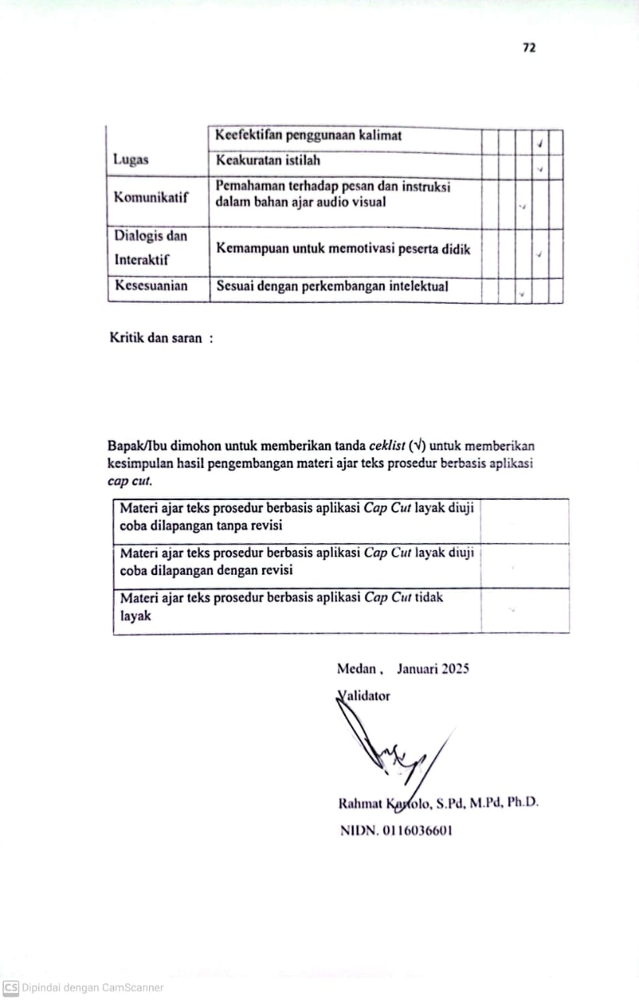 72
Keefektifan penggunaan kalimat √
Lugas
Keakuratan istilah √
Komunikatif
Pemahaman terhadap pesan dan instruksi
dalam bahan ajar audio visual √
Dialogis dan
Interaktif
Kemampuan untuk memotivasi peserta didik √
Kesesuanian
Sesuai dengan perkembangan intelektual √
Kritik dan saran :
Bapak/Ibu dimohon untuk memberikan tanda ceklist (√) untuk memberikan
kesimpulan hasil pengembangan materi ajar teks prosedur berbasis aplikasi
cap cut.
Materi ajar teks prosedur berbasis aplikasi Cap Cut layak diuji
coba dilapangan tanpa revisi
Materi ajar teks prosedur berbasis aplikasi Cap Cut layak diuji
coba dilapangan dengan revisi
Materi ajar teks prosedur berbasis aplikasi Cap Cut tidak
layak √
Medan , Januari 2025
Validator
Rahmat Kartolo, S.Pd, M.Pd, Ph.D.
NIDN. 0116036601
CS Dipindai dengan CamScanner